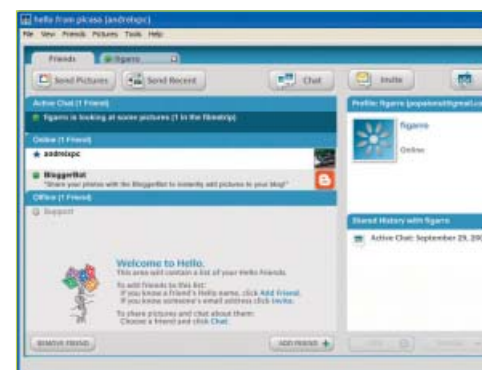 hello from picasa (andreixpc)
File View Friends Pictures Tools Help
Friends
figarro
Send Pictures
Send Recent
Chat
Invite
Active Chat (1 Friend)
figarro is looking at some pictures (1 in the filmstrip)
Online (1 Friend)
andreixpc
BloggerBot
"Share your photos with the BloggerBot to instantly add pictures to your blog!"
Offline (1 Friend)
Support
Welcome to Hello.
This area will contain a list of your Hello Friends.
To add friends to this list:
If you know a friend's Hello name, click Add Friend.
If you know someone's email address click Invite.
To share pictures and chat about them:
Choose a friend and click Chat.
REMOVE FRIEND
ADD FRIEND
Profile: figarro
figarro
Online
Shared History with figarro
Active Chat: September 29, 20